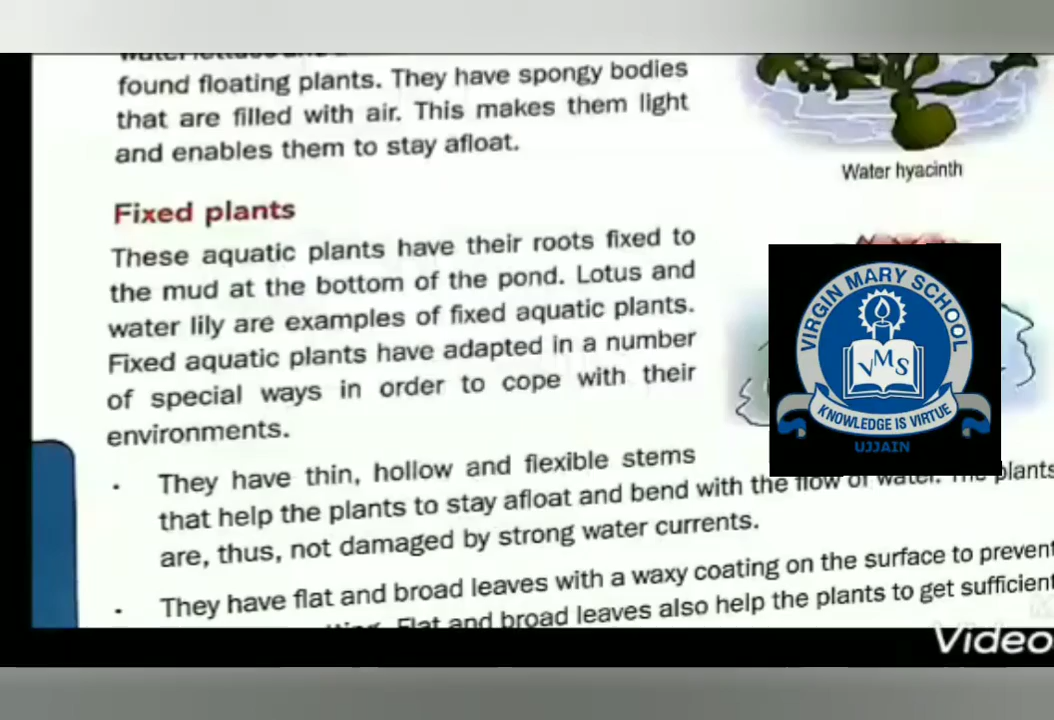 found floating plants. They have spongy bodies
that are filled with air. This makes them light
and enables them to stay afloat.
Water hyacinth
Fixed plants
These aquatic plants have their roots fixed to
the mud at the bottom of the pond. Lotus and
water lily are examples of fixed aquatic plants.
Fixed aquatic plants have adapted in a number
of special ways in order to cope with their
environments.
VIRGIN MARY SCHOOL
VMS
KNOWLEDGE IS VIRTUE
UJJAIN
• They have thin, hollow and flexible stems
that help the plants to stay afloat and bend with the flow of water. The plants
are, thus, not damaged by strong water currents.
• They have flat and broad leaves with a waxy coating on the surface to prevent
Flat and broad leaves also help the plants to get sufficient
Video